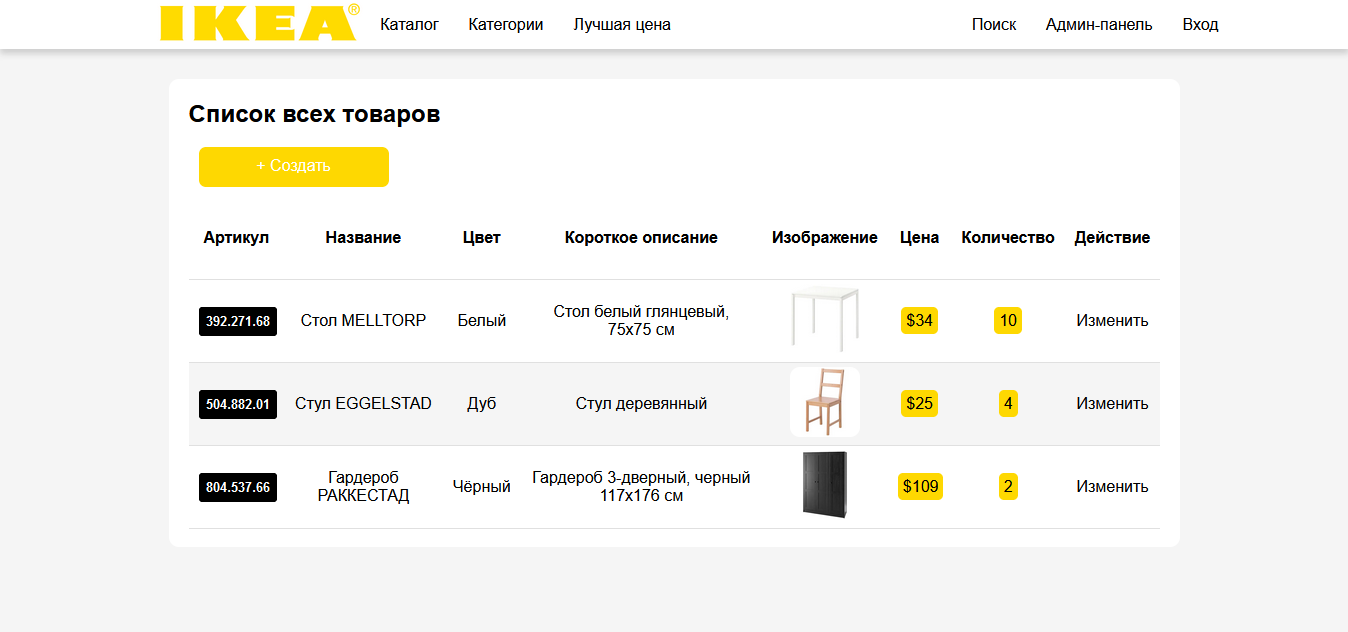 IKEA® Каталог Категории Лучшая цена Поиск Админ-панель Вход
Список всех товаров
+ Создать
Артикул Название Цвет Короткое описание Изображение Цена Количество Действие
392.271.68 Стол MELLTORP Белый Стол белый глянцевый,
75x75 см $34 10 Изменить
504.882.01 Стул EGGELSTAD Дуб Стул деревянный $25 4 Изменить
804.537.66 Гардероб
РАККЕСТАД Чёрный Гардероб 3-дверный, черный
117x176 см $109 2 Изменить